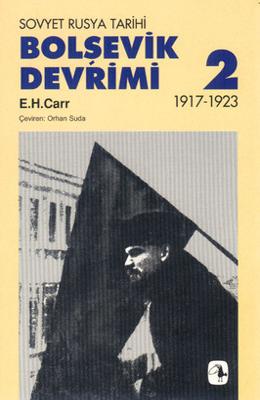 SOVYET RUSYA TARİHİ
BOLŞEVİK
DEVRİMİ 2
E.H.Carr 1917-1923
Çeviren: Orhan Suda